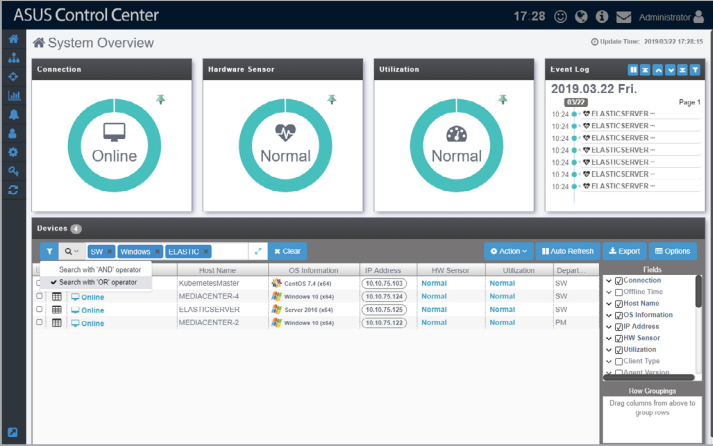 ASUS Control Center
17:28
Administrator
System Overview
Update Time: 2019/03/22 17:28:15
Connection
Online
Hardware Sensor
Normal
Utilization
Normal
Event Log
2019.03.22 Fri.
03/22
Page 1
10:24 ELASTICSERVER --
10:24 ELASTICSERVER --
10:24 ELASTICSERVER --
10:24 ELASTICSERVER --
10:24 ELASTICSERVER --
10:24 ELASTICSERVER --
10:24 ELASTICSERVER --
Devices 4
SW × Windows × ELASTIC × Clear Action Auto Refresh Export Options
Search with 'AND' operator
Search with 'OR' operator
Host Name OS Information IP Address HW Sensor Utilization Depart...
KubernetesMaster CentOS 7.4 (x64) 10.10.75.103 Normal Normal SW
Online MEDIACENTER-4 Windows 10 (x64) 10.10.75.124 Normal Normal SW
Online ELASTICSERVER Server 2016 (x64) 10.10.75.125 Normal Normal SW
Online MEDIACENTER-2 Windows 10 (x64) 10.10.75.122 Normal Normal PM
Fields
Connection
Offline Time
Host Name
OS Information
IP Address
HW Sensor
Utilization
Client Type
Agent Version
Row Groupings
Drag columns from above to
group rows